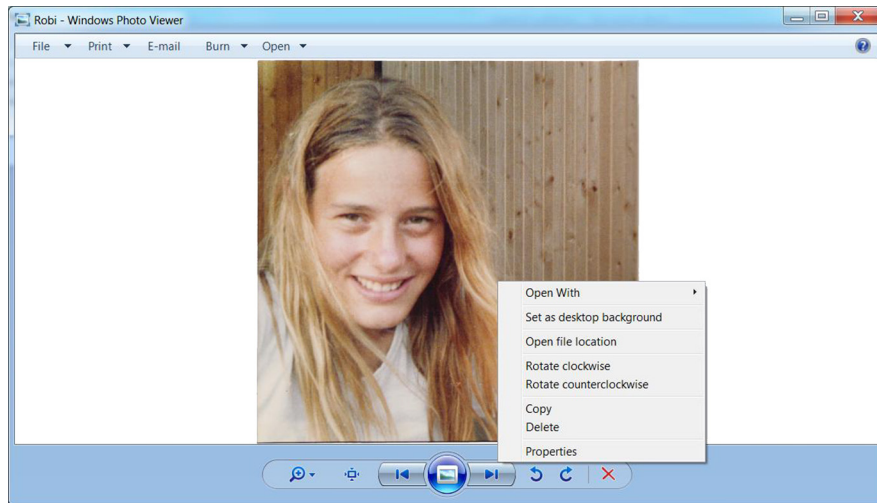 Robi - Windows Photo Viewer
File Print E-mail Burn Open
Open With
Set as desktop background
Open file location
Rotate clockwise
Rotate counterclockwise
Copy
Delete
Properties